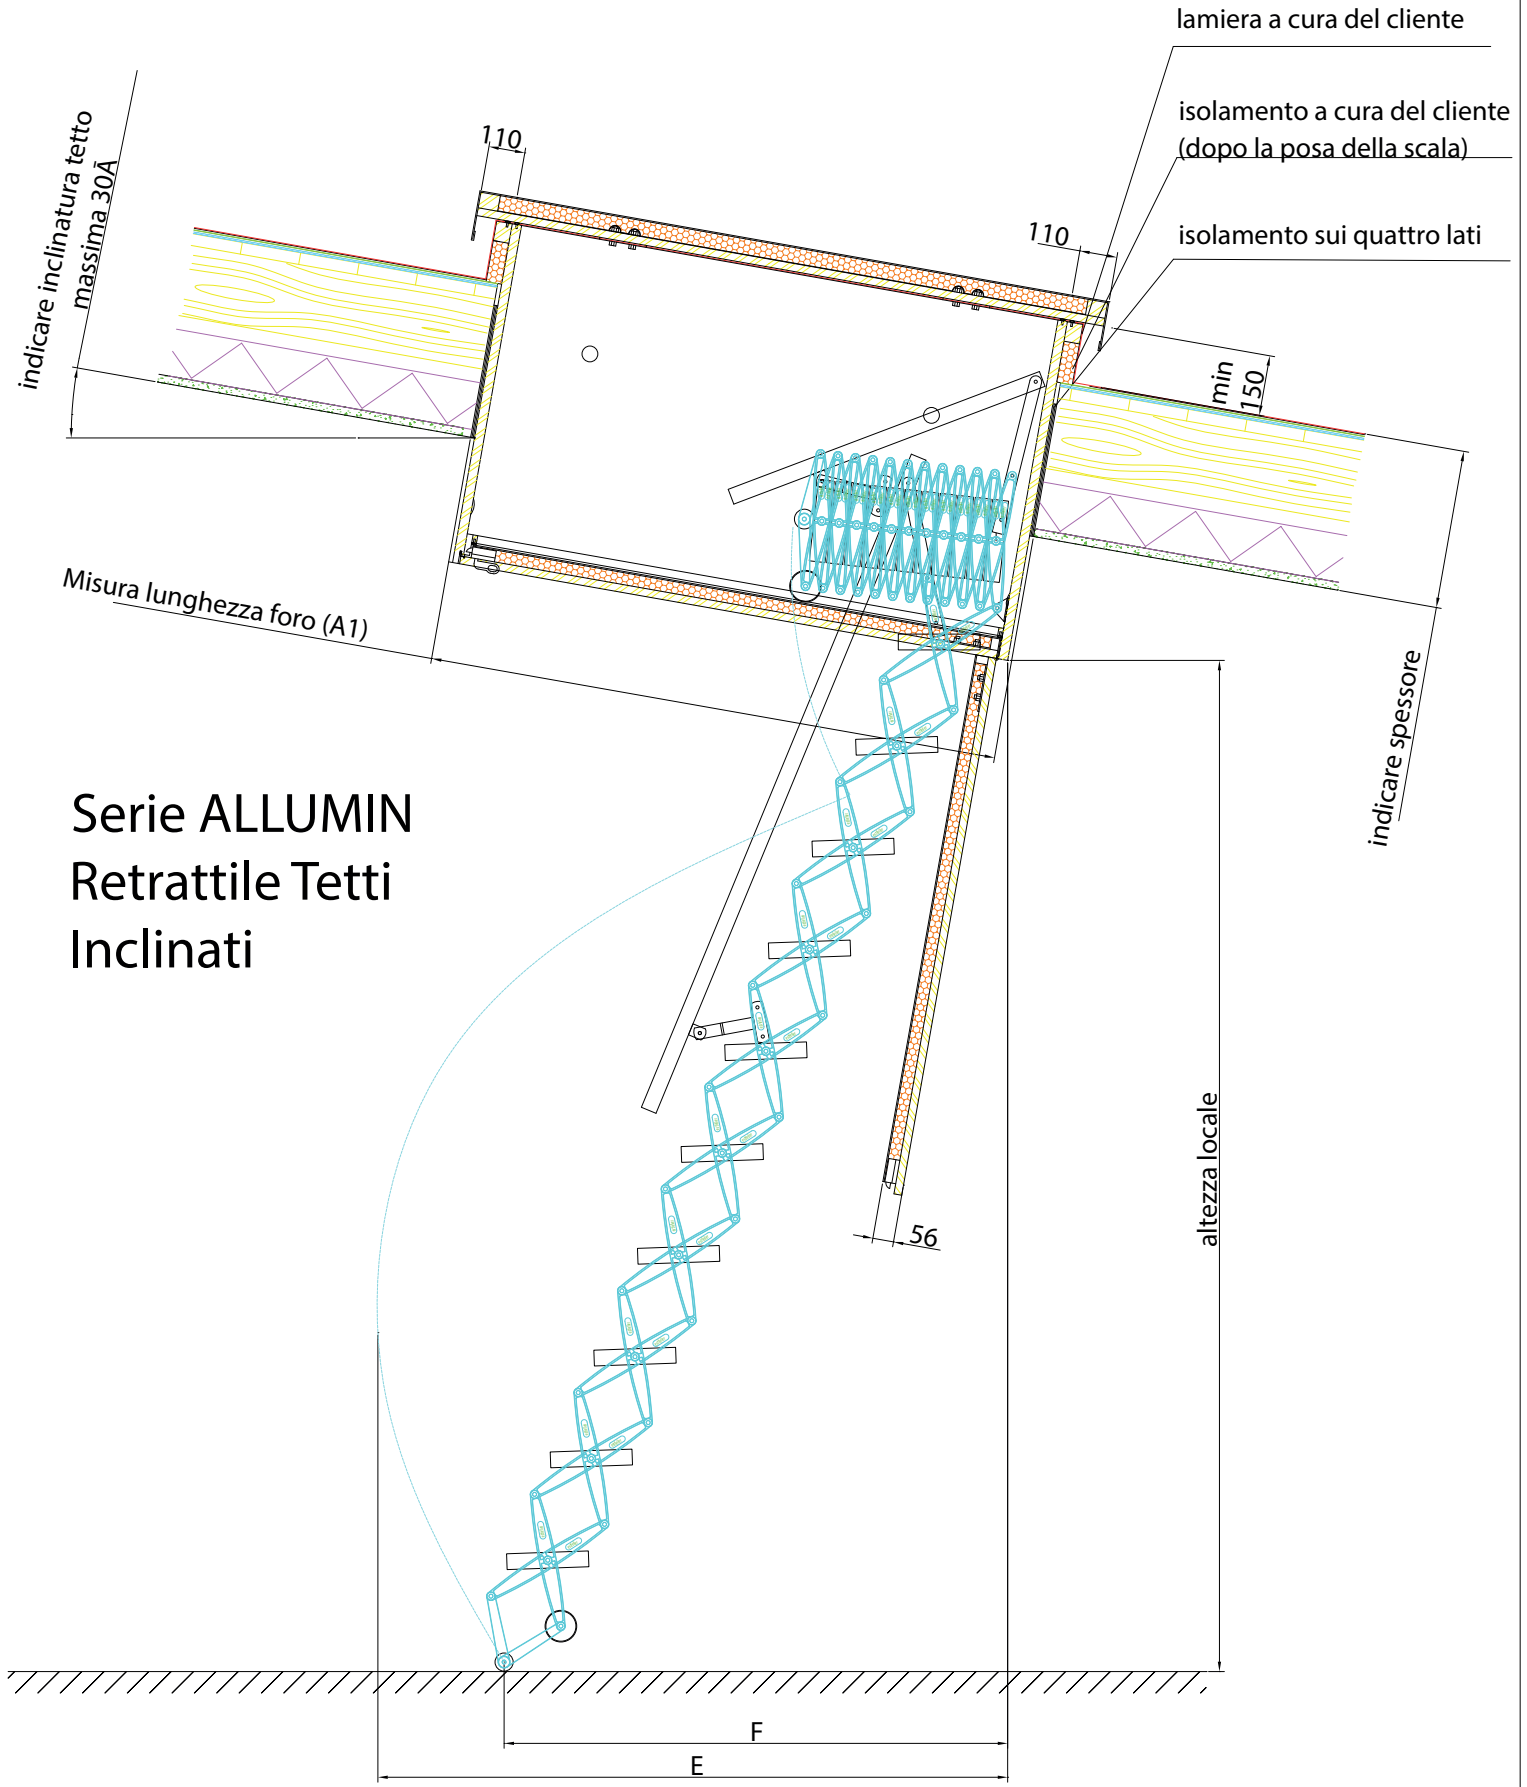 lamiera a cura del cliente
isolamento a cura del cliente
(dopo la posa della scala)
isolamento sui quattro lati
indicare inclinatura tetto
massima 30Ã
110
110
min
150
Misura lunghezza foro (A1)
indicare spessore
Serie ALLUMIN
Retrattile Tetti
Inclinati
altezza locale
56
F
E